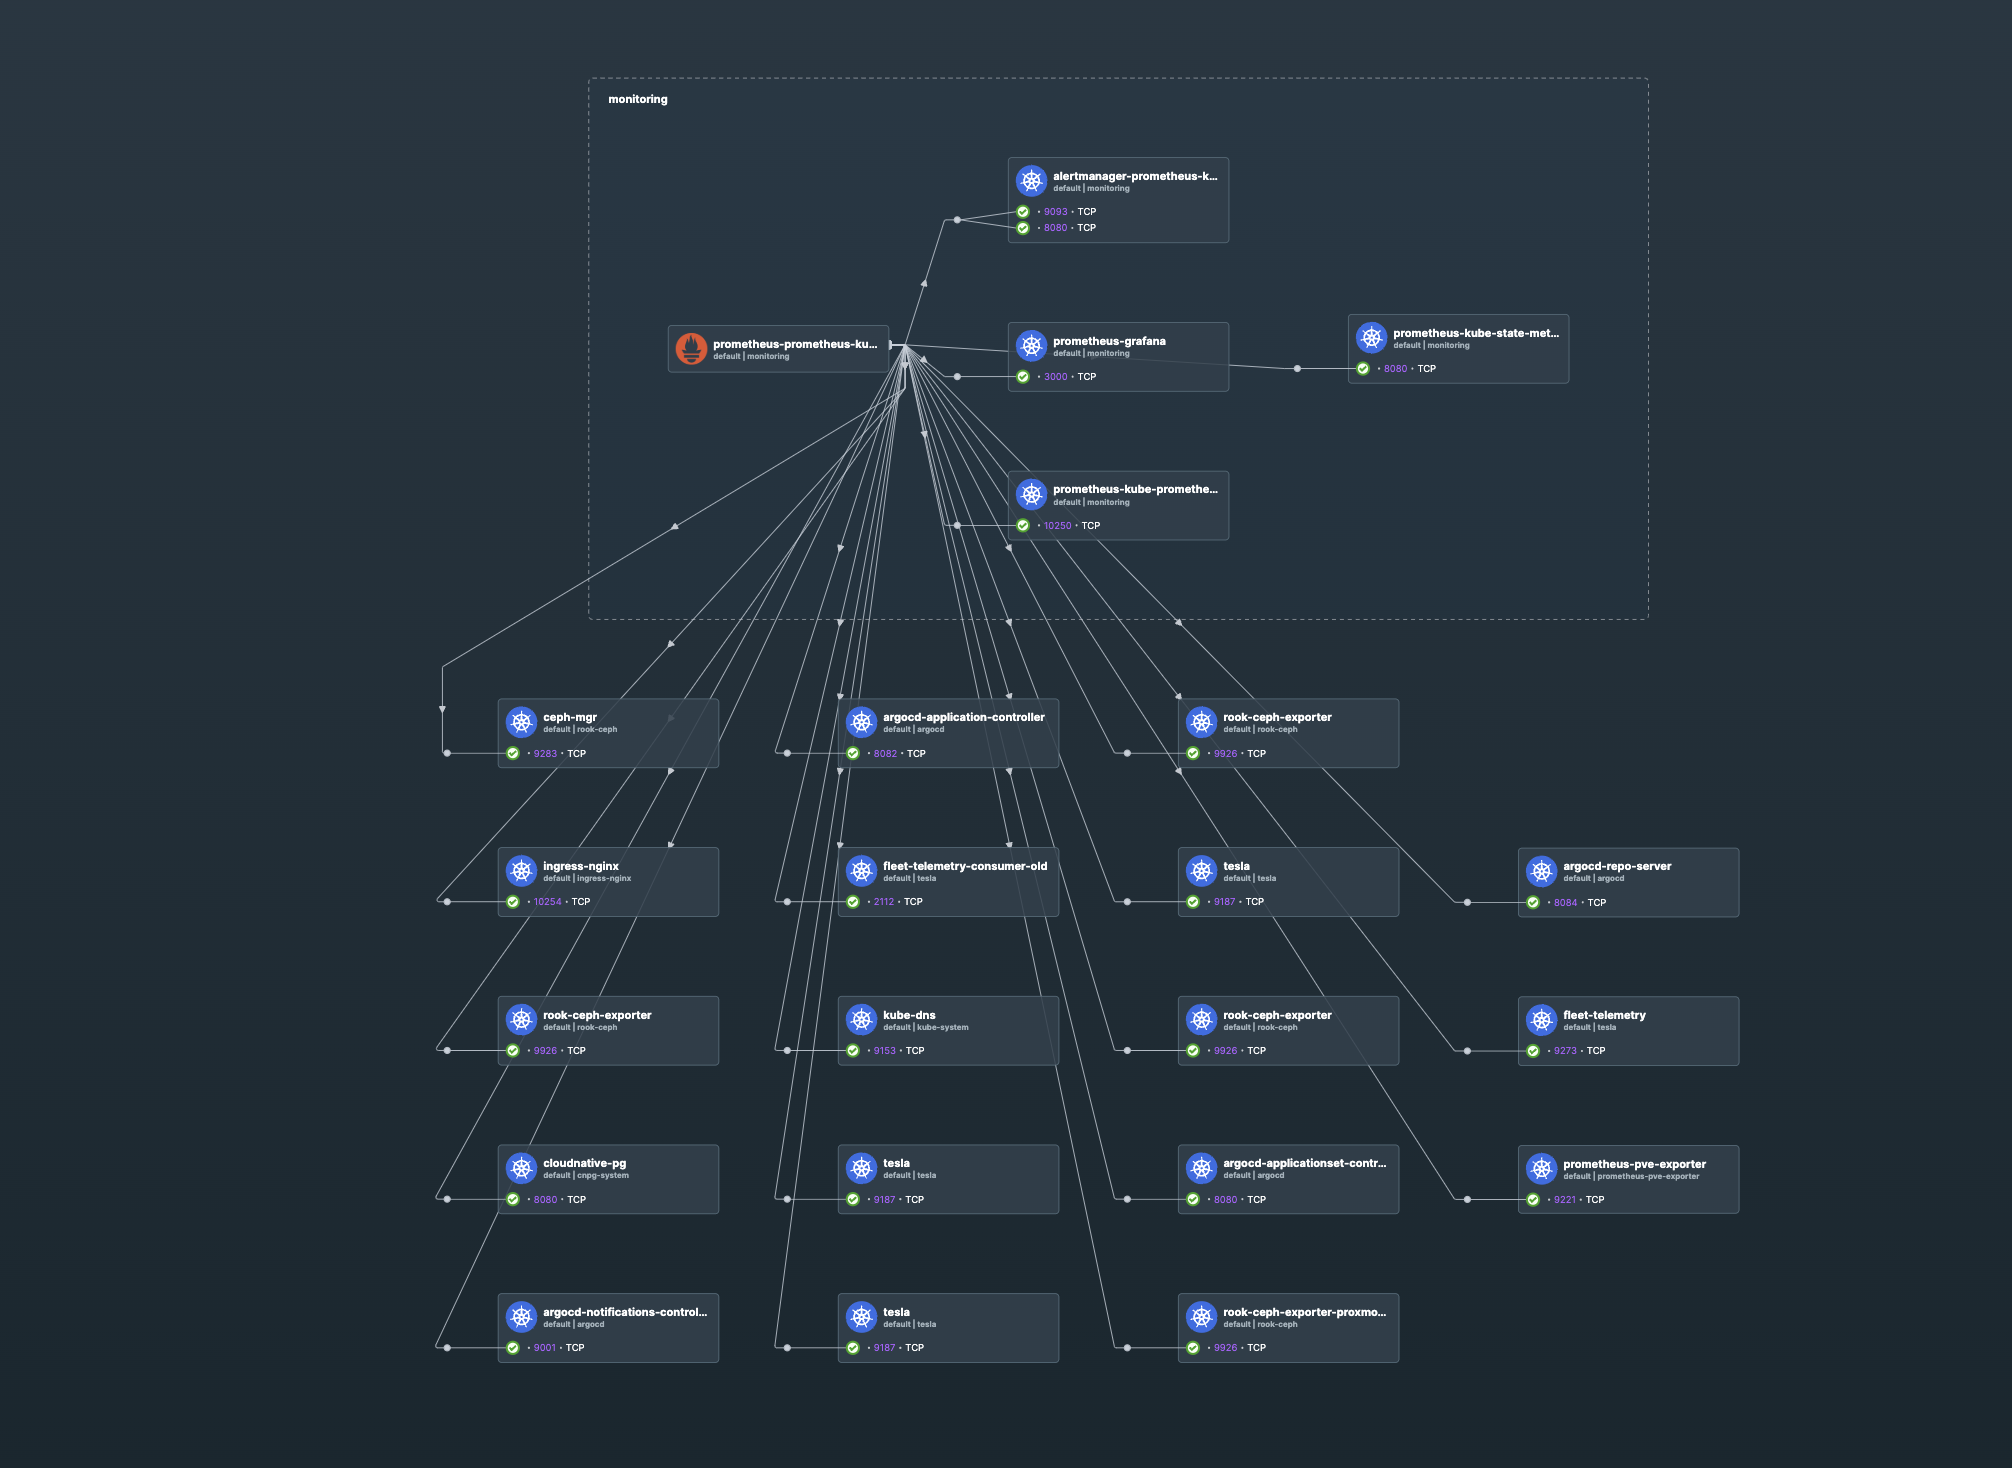 monitoring
alertmanager-prometheus-k...
default | monitoring
• 9093 • TCP
• 8080 • TCP
prometheus-prometheus-ku...
default | monitoring
prometheus-grafana
default | monitoring
• 3000 • TCP
prometheus-kube-state-met...
default | monitoring
• 8080 • TCP
prometheus-kube-promethe...
default | monitoring
• 10250 • TCP
ceph-mgr
default | rook-ceph
• 9283 • TCP
argocd-application-controller
default | argocd
• 8082 • TCP
rook-ceph-exporter
default | rook-ceph
• 9926 • TCP
ingress-nginx
default | ingress-nginx
• 10254 • TCP
fleet-telemetry-consumer-old
default | tesla
• 2112 • TCP
tesla
default | tesla
• 9187 • TCP
argocd-repo-server
default | argocd
• 8084 • TCP
rook-ceph-exporter
default | rook-ceph
• 9926 • TCP
kube-dns
default | kube-system
• 9153 • TCP
rook-ceph-exporter
default | rook-ceph
• 9926 • TCP
fleet-telemetry
default | tesla
• 9273 • TCP
cloudnative-pg
default | cnpg-system
• 8080 • TCP
tesla
default | tesla
• 9187 • TCP
argocd-applicationset-contr...
default | argocd
• 8080 • TCP
prometheus-pve-exporter
default | prometheus-pve-exporter
• 9221 • TCP
argocd-notifications-control...
default | argocd
• 9001 • TCP
tesla
default | tesla
• 9187 • TCP
rook-ceph-exporter-proxmo...
default | rook-ceph
• 9926 • TCP